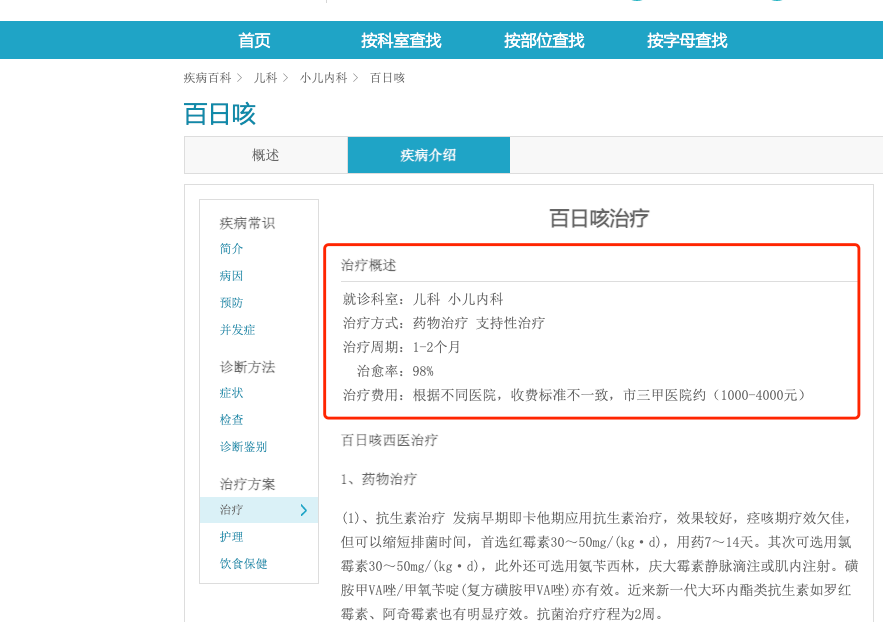 首页 按科室查找 按部位查找 按字母查找
疾病百科 > 儿科 > 小儿内科 > 百日咳
百日咳
概述 疾病介绍
疾病常识
简介
病因
预防
并发症
诊断方法
症状
检查
诊断鉴别
治疗方案
治疗
护理
饮食保健
百日咳治疗
治疗概述
就诊科室：儿科 小儿内科
治疗方式：药物治疗 支持性治疗
治疗周期：1-2个月
治愈率：98%
治疗费用：根据不同医院，收费标准不一致，市三甲医院约（1000-4000元）
百日咳西医治疗
1、药物治疗
(1)、抗生素治疗 发病早期即卡他期应用抗生素治疗，效果较好，痉咳期疗效欠佳，
但可以缩短排菌时间，首选红霉素30～50mg/(kg·d)，用药7～14天。其次可选用氯
霉素30～50mg/(kg·d)，此外还可选用氨苄西林，庆大霉素静脉滴注或肌内注射。磺
胺甲VA唑/甲氧苄啶(复方磺胺甲VA唑)亦有效。近来新一代大环内酯类抗生素如罗红
霉素、阿奇霉素也有明显疗效。抗菌治疗疗程为2周。